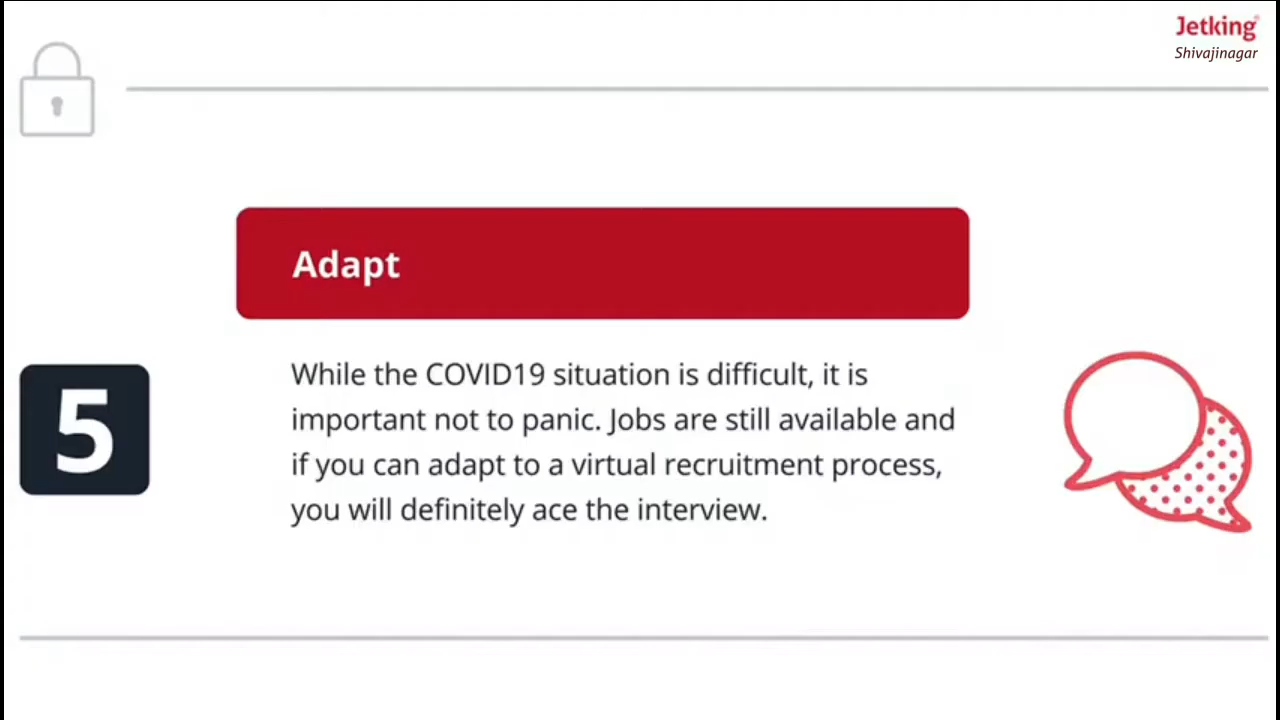 Jetking
Shivajinagar
Adapt
While the COVID19 situation is difficult, it is
important not to panic. Jobs are still available and
if you can adapt to a virtual recruitment process,
you will definitely ace the interview.
5